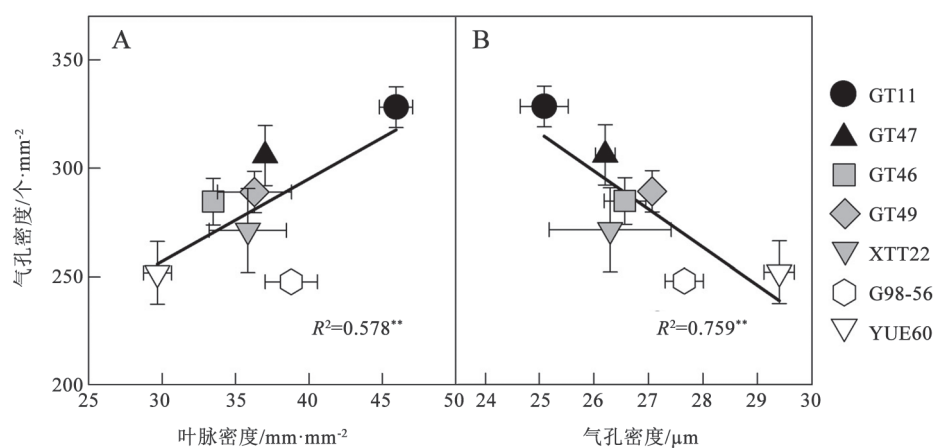 A
B
350
300
250
200
气孔密度/个·mm⁻²
R²=0.578**
R²=0.759**
25 30 35 40 45 50
24 25 26 27 28 29 30
叶脉密度/mm·mm⁻²
气孔密度/μm
GT11
GT47
GT46
GT49
XTT22
G98-56
YUE60